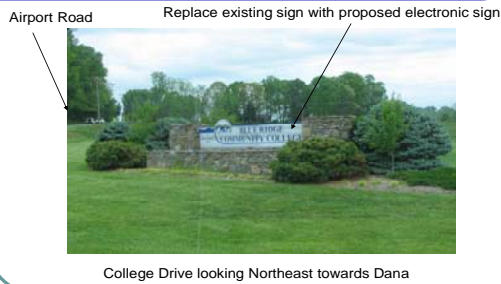 Airport Road
Replace existing sign with proposed electronic sign
BLUE RIDGE
COMMUNITY COLLEGE
College Drive looking Northeast towards Dana